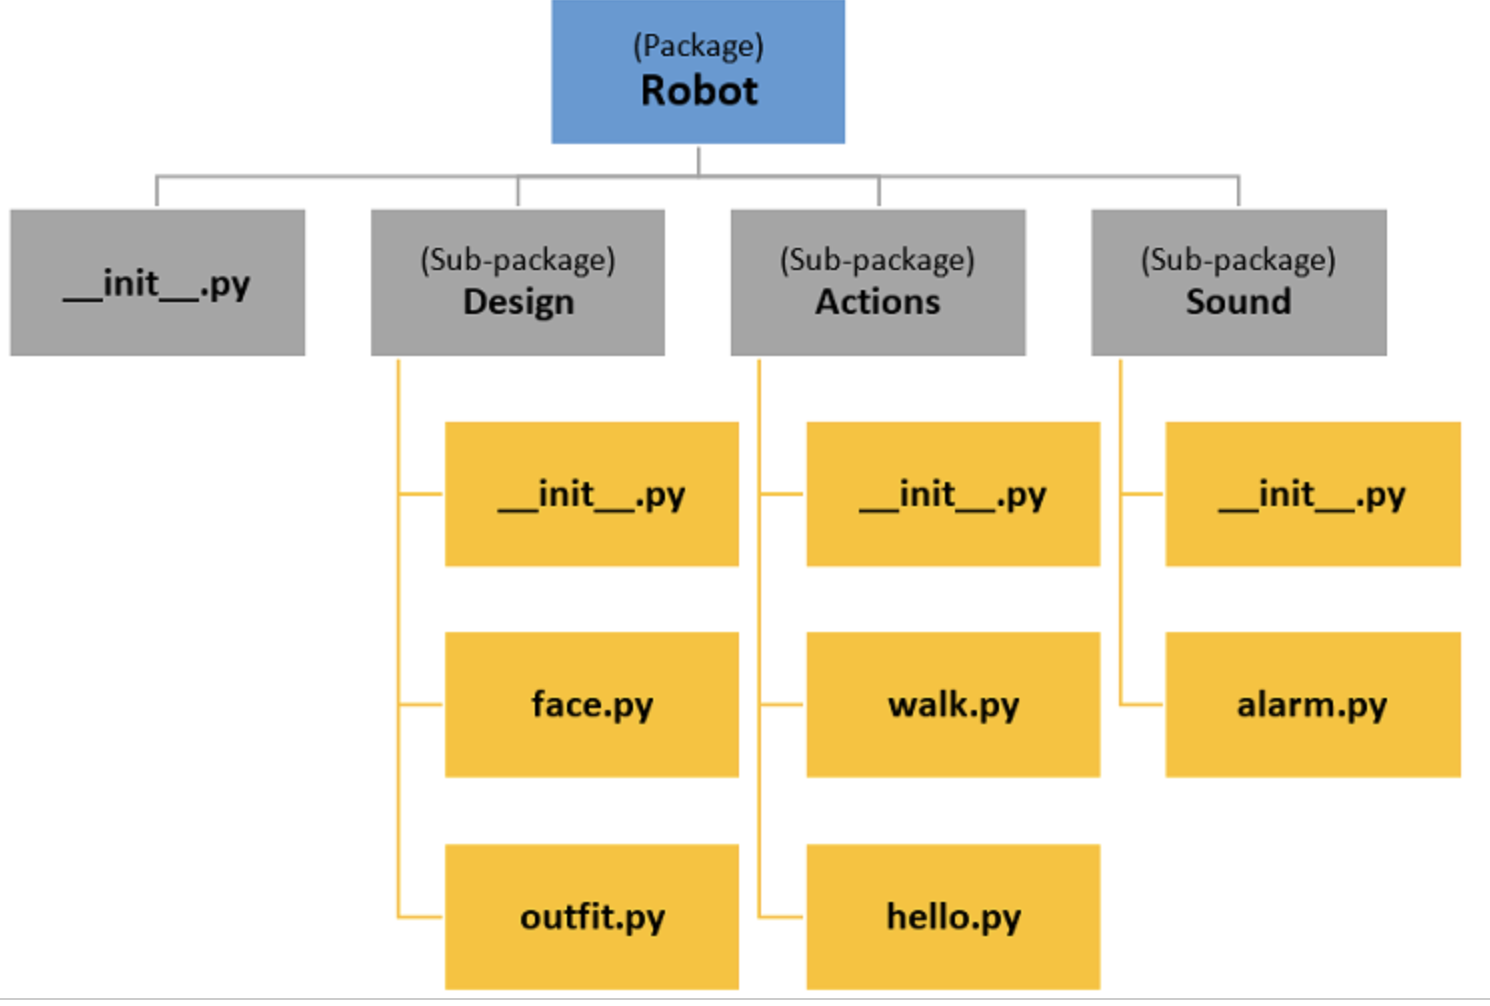 (Package)
Robot
__init__.py
(Sub-package)
Design
(Sub-package)
Actions
(Sub-package)
Sound
__init__.py
__init__.py
__init__.py
face.py
walk.py
alarm.py
outfit.py
hello.py